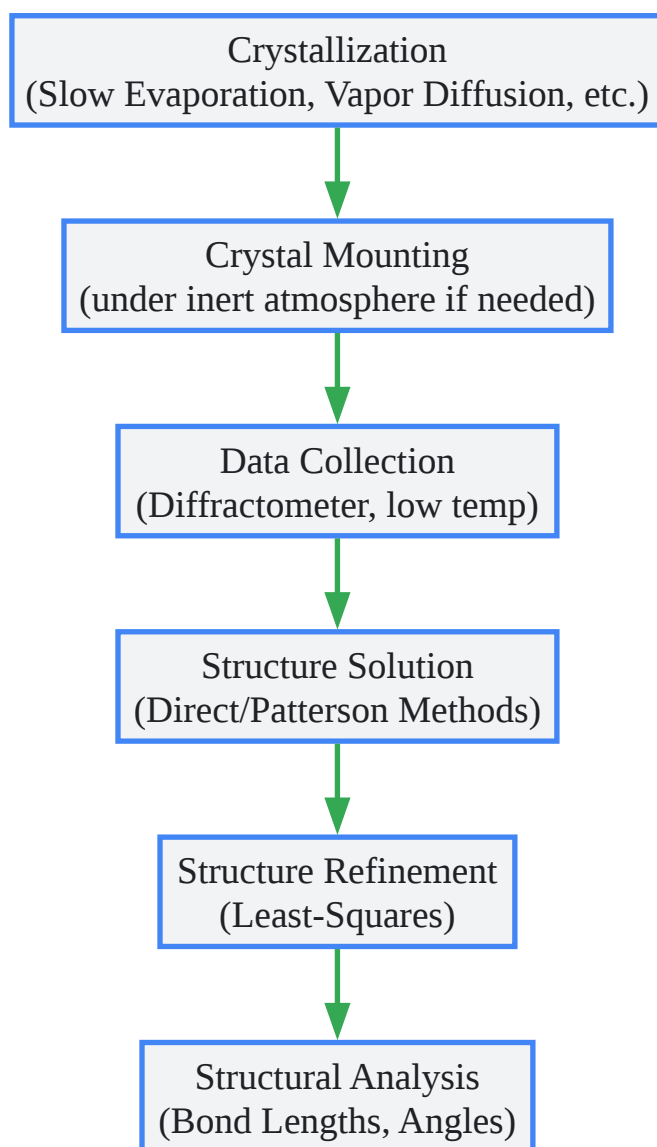 Crystallization
(Slow Evaporation, Vapor Diffusion, etc.)
Crystal Mounting
(under inert atmosphere if needed)
Data Collection
(Diffractometer, low temp)
Structure Solution
(Direct/Patterson Methods)
Structure Refinement
(Least-Squares)
Structural Analysis
(Bond Lengths, Angles)